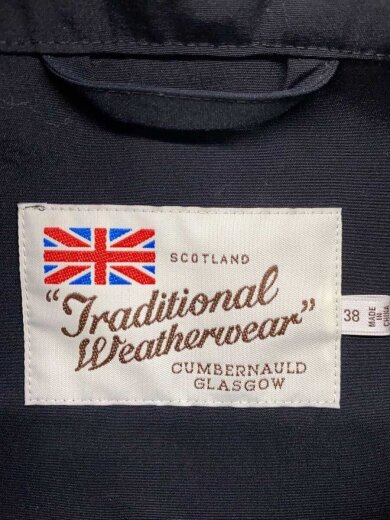 SCOTLAND
"Traditional
Weatherwear"
CUMBERNAULD
GLASGOW
38
MADE
IN
CHINA